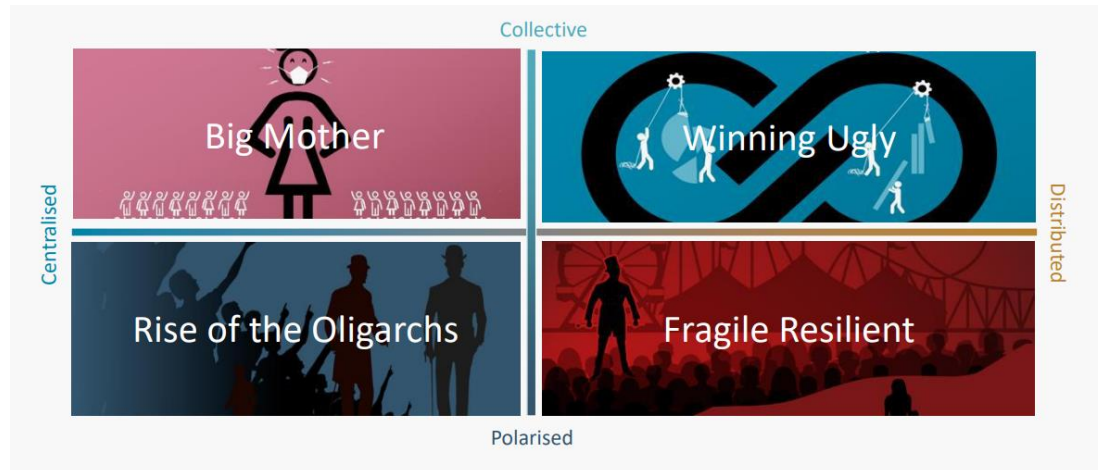 Collective
Big Mother
Winning Ugly
Centralised
Distributed
Rise of the Oligarchs
Fragile Resilient
Polarised